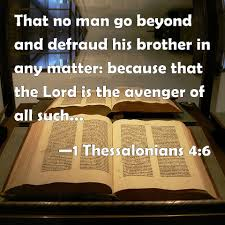 That no man go beyond
and defraud his brother in
any matter: because that
the Lord is the avenger of
all such...
—1 Thessalonians 4:6